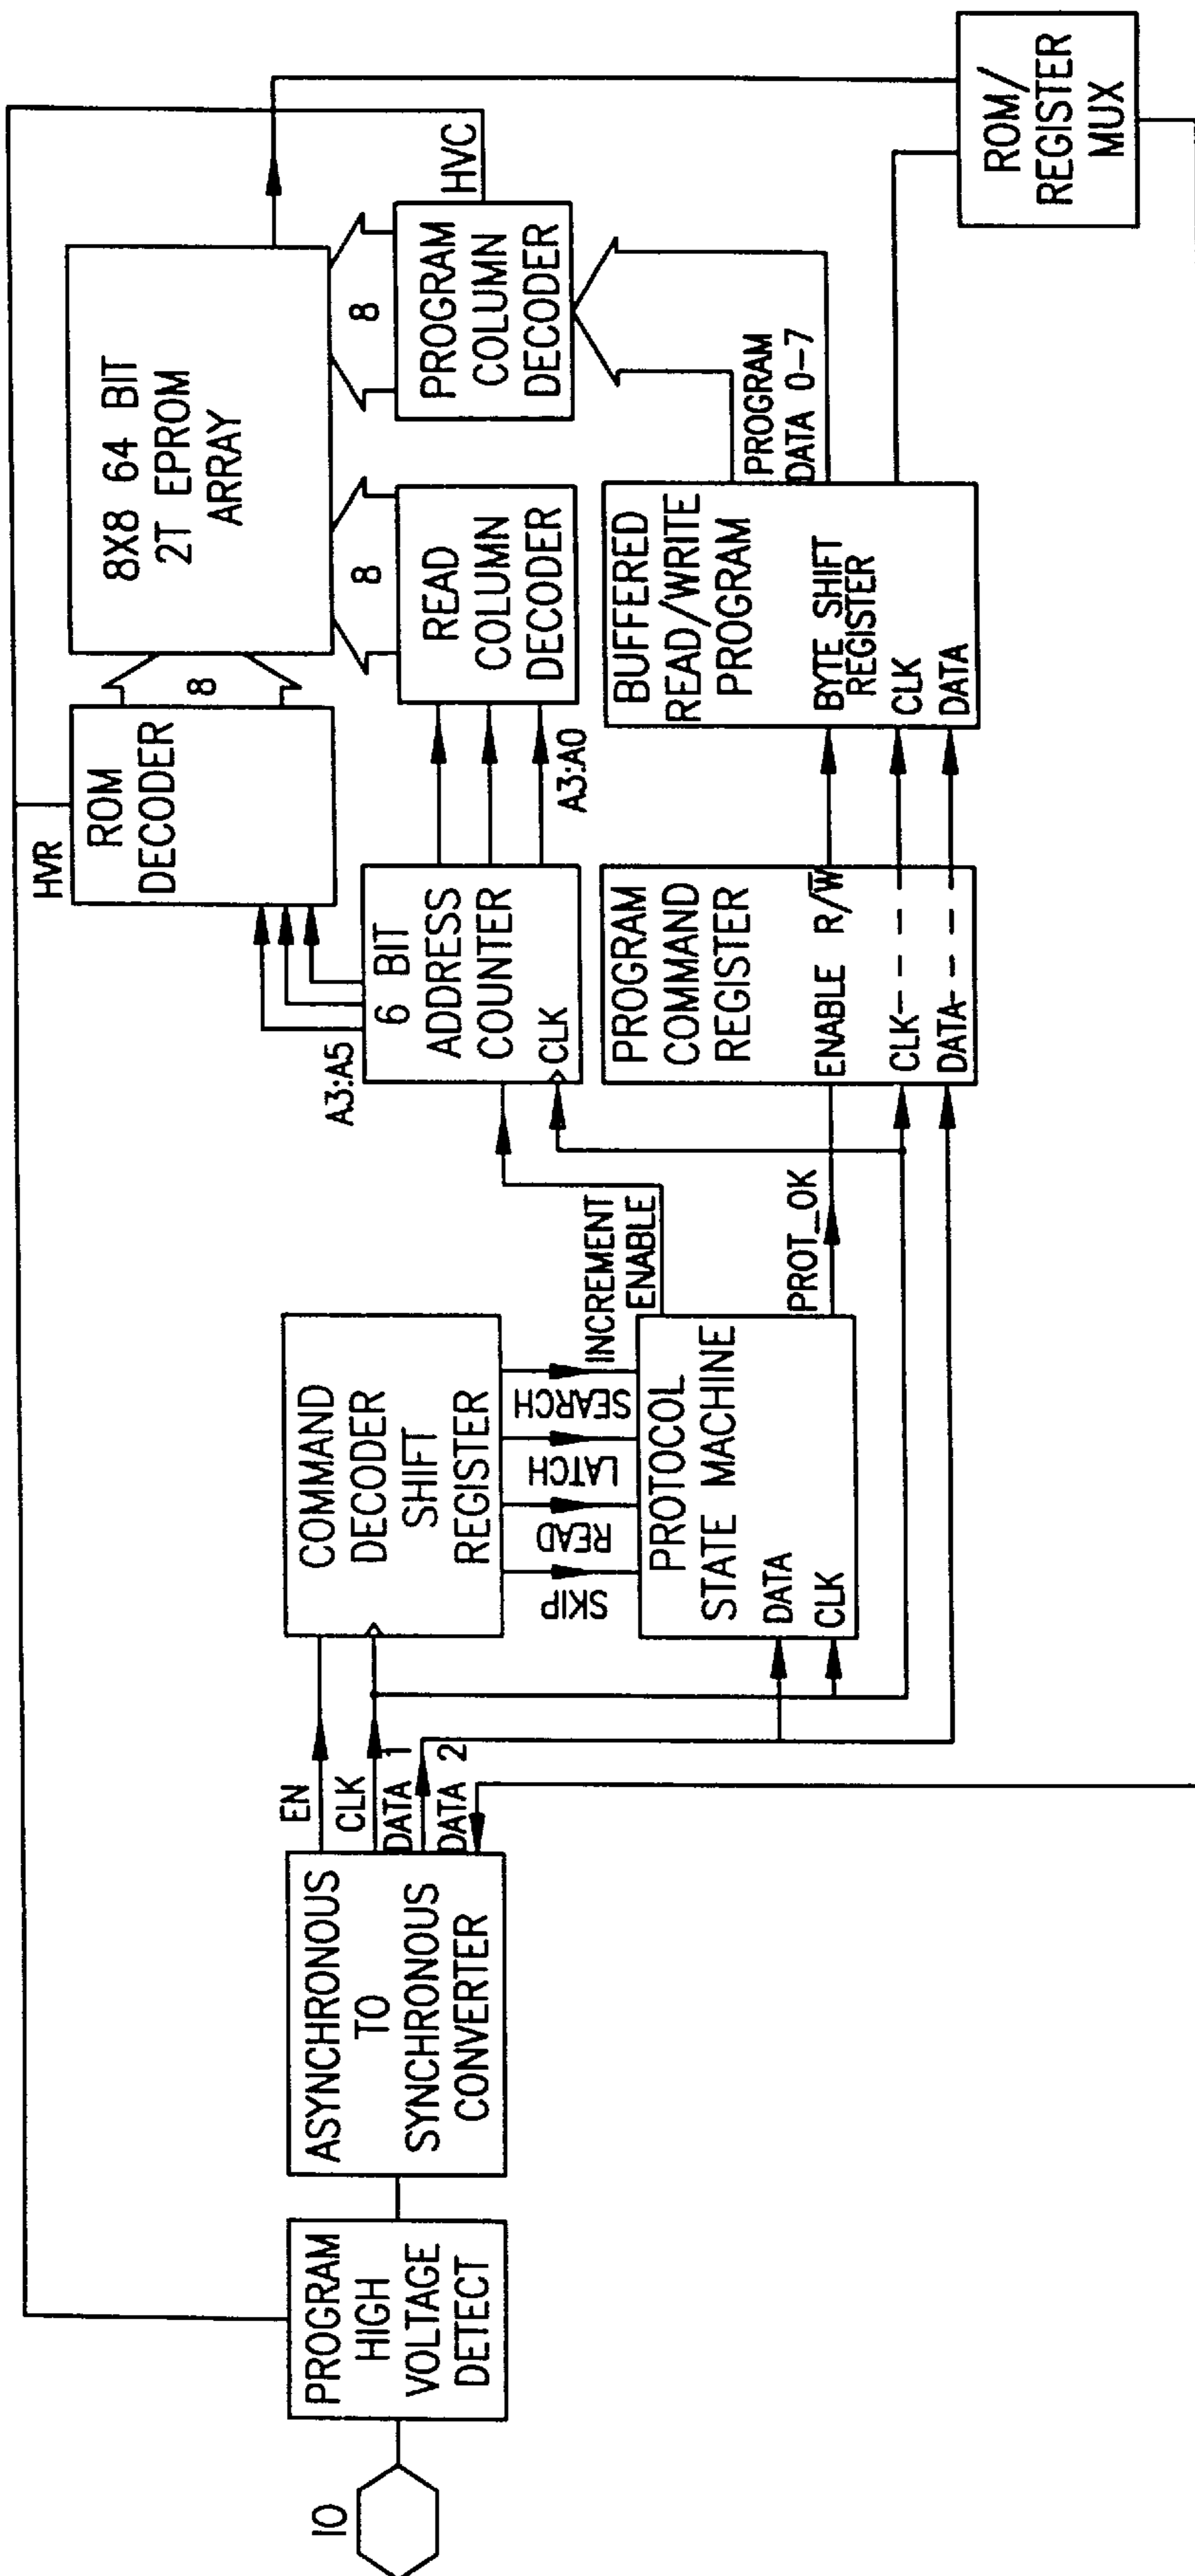 IO
PROGRAM
HIGH
VOLTAGE
DETECT
ASYNCHRONOUS
TO
SYNCHRONOUS
CONVERTER
EN
CLK
DATA 1
DATA 2
COMMAND
DECODER
SHIFT
REGISTER
SKIP
READ
LATCH
SEARCH
PROTOCOL
STATE MACHINE
DATA
CLK
INCREMENT
ENABLE
PROT_OK
A3:A5
6 BIT
ADDRESS
COUNTER
CLK
A3:A0
PROGRAM
COMMAND
REGISTER
ENABLE R/W̅
CLK
DATA
HVR
ROM
DECODER
8
8X8 64 BIT
2T EPROM
ARRAY
READ
COLUMN
DECODER
8
PROGRAM
COLUMN
DECODER
8
HVC
BUFFERED
READ/WRITE
PROGRAM
BYTE SHIFT
REGISTER
CLK
DATA
PROGRAM
DATA 0-7
ROM/
REGISTER
MUX